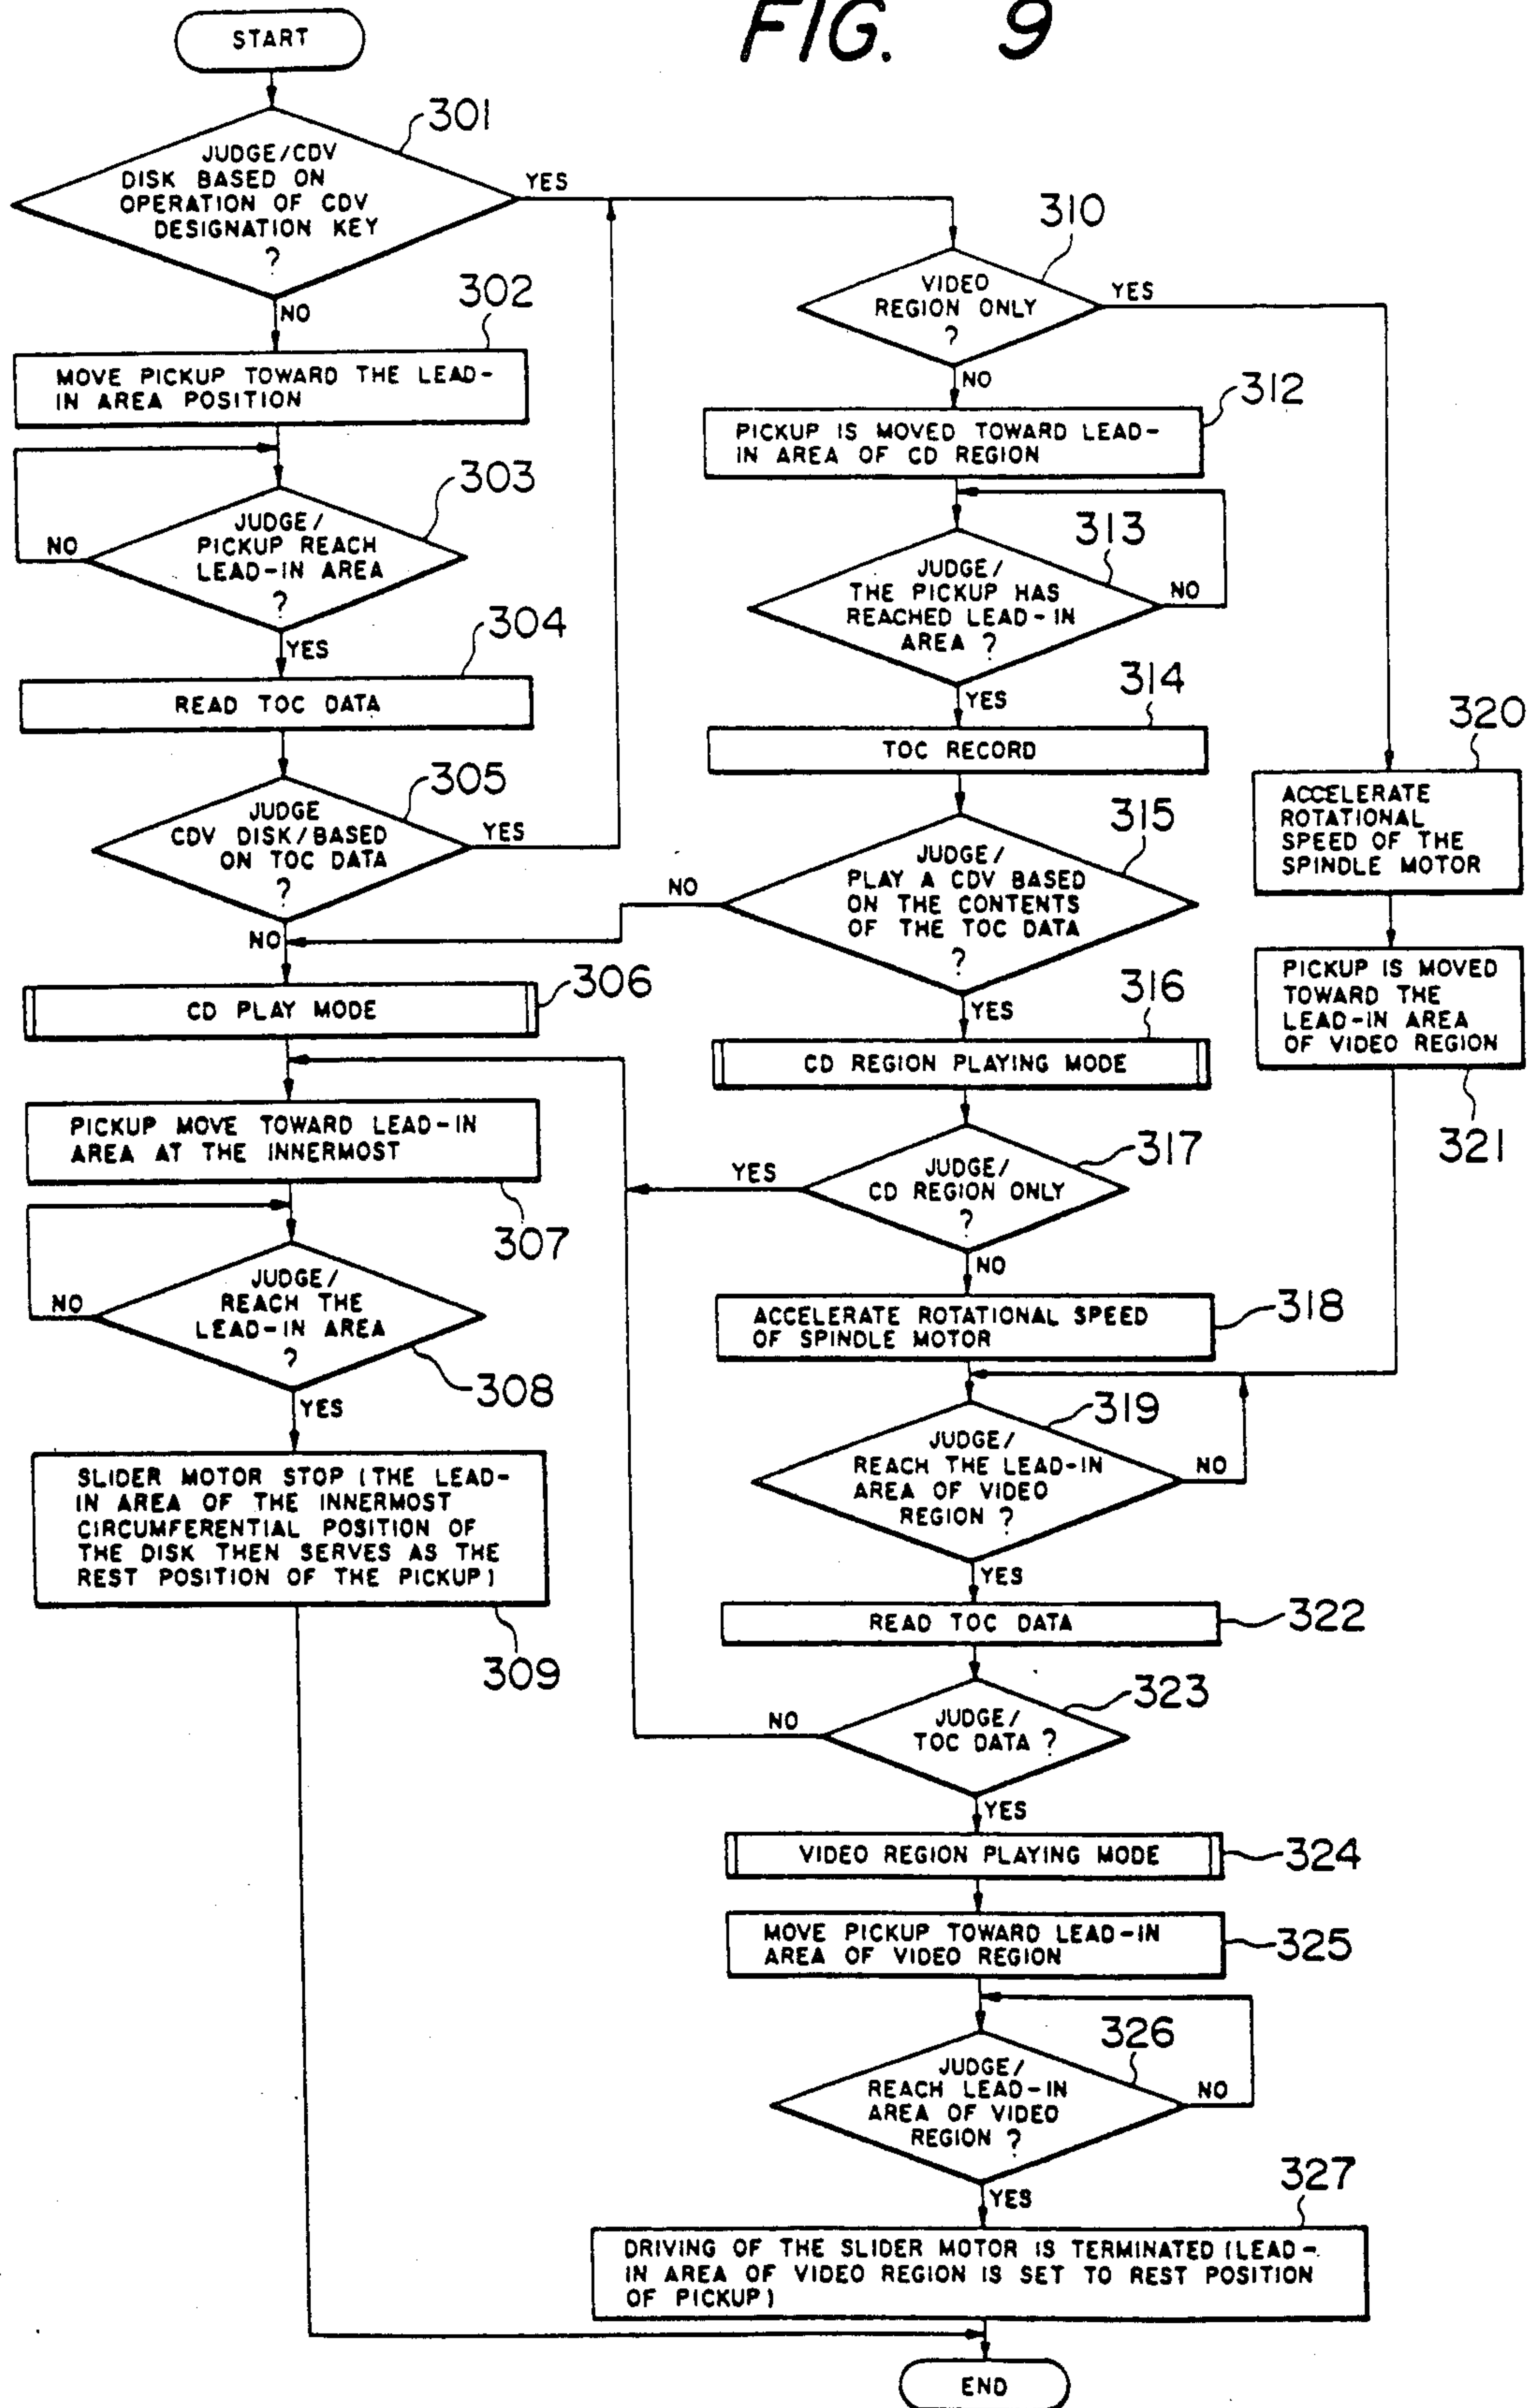 FIG. 9
START
301
JUDGE/CDV
DISK BASED ON
OPERATION OF CDV
DESIGNATION KEY
?
YES
NO
302
MOVE PICKUP TOWARD THE LEAD-
IN AREA POSITION
303
JUDGE/
PICKUP REACH
LEAD-IN AREA
?
NO
YES
304
READ TOC DATA
305
JUDGE
CDV DISK/BASED
ON TOC DATA
?
YES
NO
306
CD PLAY MODE
PICKUP MOVE TOWARD LEAD-IN
AREA AT THE INNERMOST
307
JUDGE/
REACH THE
LEAD-IN AREA
?
NO
308
YES
SLIDER MOTOR STOP (THE LEAD-
IN AREA OF THE INNERMOST
CIRCUMFERENTIAL POSITION OF
THE DISK THEN SERVES AS THE
REST POSITION OF THE PICKUP)
309
310
VIDEO
REGION ONLY
?
YES
NO
312
PICKUP IS MOVED TOWARD LEAD-
IN AREA OF CD REGION
313
JUDGE/
THE PICKUP HAS
REACHED LEAD-IN
AREA ?
NO
YES
314
TOC RECORD
315
JUDGE/
PLAY A CDV BASED
ON THE CONTENTS
OF THE TOC DATA
?
NO
YES
316
CD REGION PLAYING MODE
317
JUDGE/
CD REGION ONLY
?
YES
NO
318
ACCELERATE ROTATIONAL SPEED
OF SPINDLE MOTOR
319
JUDGE/
REACH THE LEAD-IN
AREA OF VIDEO
REGION ?
NO
YES
320
ACCELERATE
ROTATIONAL
SPEED OF THE
SPINDLE MOTOR
PICKUP IS MOVED
TOWARD THE
LEAD-IN AREA
OF VIDEO REGION
321
READ TOC DATA
322
323
JUDGE/
TOC DATA ?
NO
YES
VIDEO REGION PLAYING MODE
324
MOVE PICKUP TOWARD LEAD-IN
AREA OF VIDEO REGION
325
326
JUDGE/
REACH LEAD-IN
AREA OF VIDEO
REGION ?
NO
YES
327
DRIVING OF THE SLIDER MOTOR IS TERMINATED (LEAD-
IN AREA OF VIDEO REGION IS SET TO REST POSITION
OF PICKUP)
END